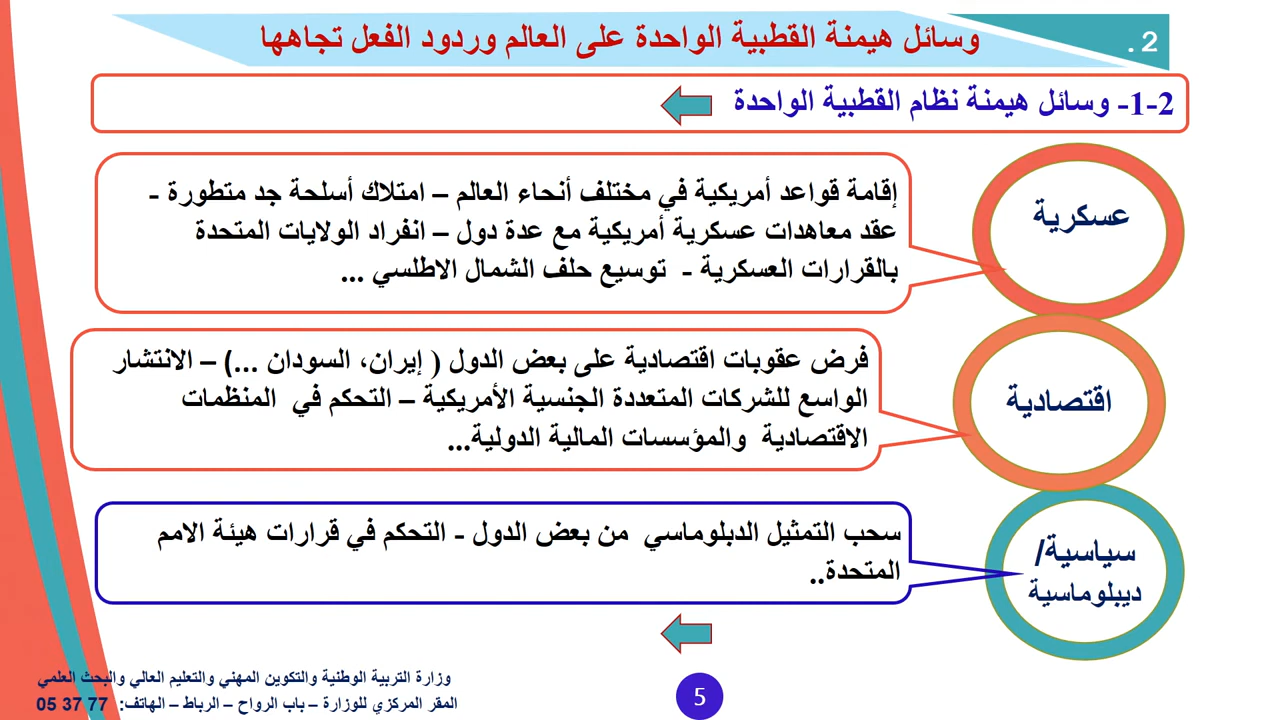 2 .
وسائل هيمنة القطبية الواحدة على العالم وردود الفعل تجاهها
2-1- وسائل هيمنة نظام القطبية الواحدة
عسكرية
إقامة قواعد أمريكية في مختلف أنحاء العالم – امتلاك أسلحة جد متطورة -
عقد معاهدات عسكرية أمريكية مع عدة دول – انفراد الولايات المتحدة
بالقرارات العسكرية - توسيع حلف الشمال الاطلسي ...
اقتصادية
فرض عقوبات اقتصادية على بعض الدول ( إيران، السودان ...) – الانتشار
الواسع للشركات المتعددة الجنسية الأمريكية – التحكم في المنظمات
الاقتصادية والمؤسسات المالية الدولية...
سياسية/
ديبلوماسية
سحب التمثيل الدبلوماسي من بعض الدول - التحكم في قرارات هيئة الامم
المتحدة..
وزارة التربية الوطنية والتكوين المهني والتعليم العالي والبحث العلمي
المقر المركزي للوزارة – باب الرواح – الرباط – الهاتف: 77 37 05
5